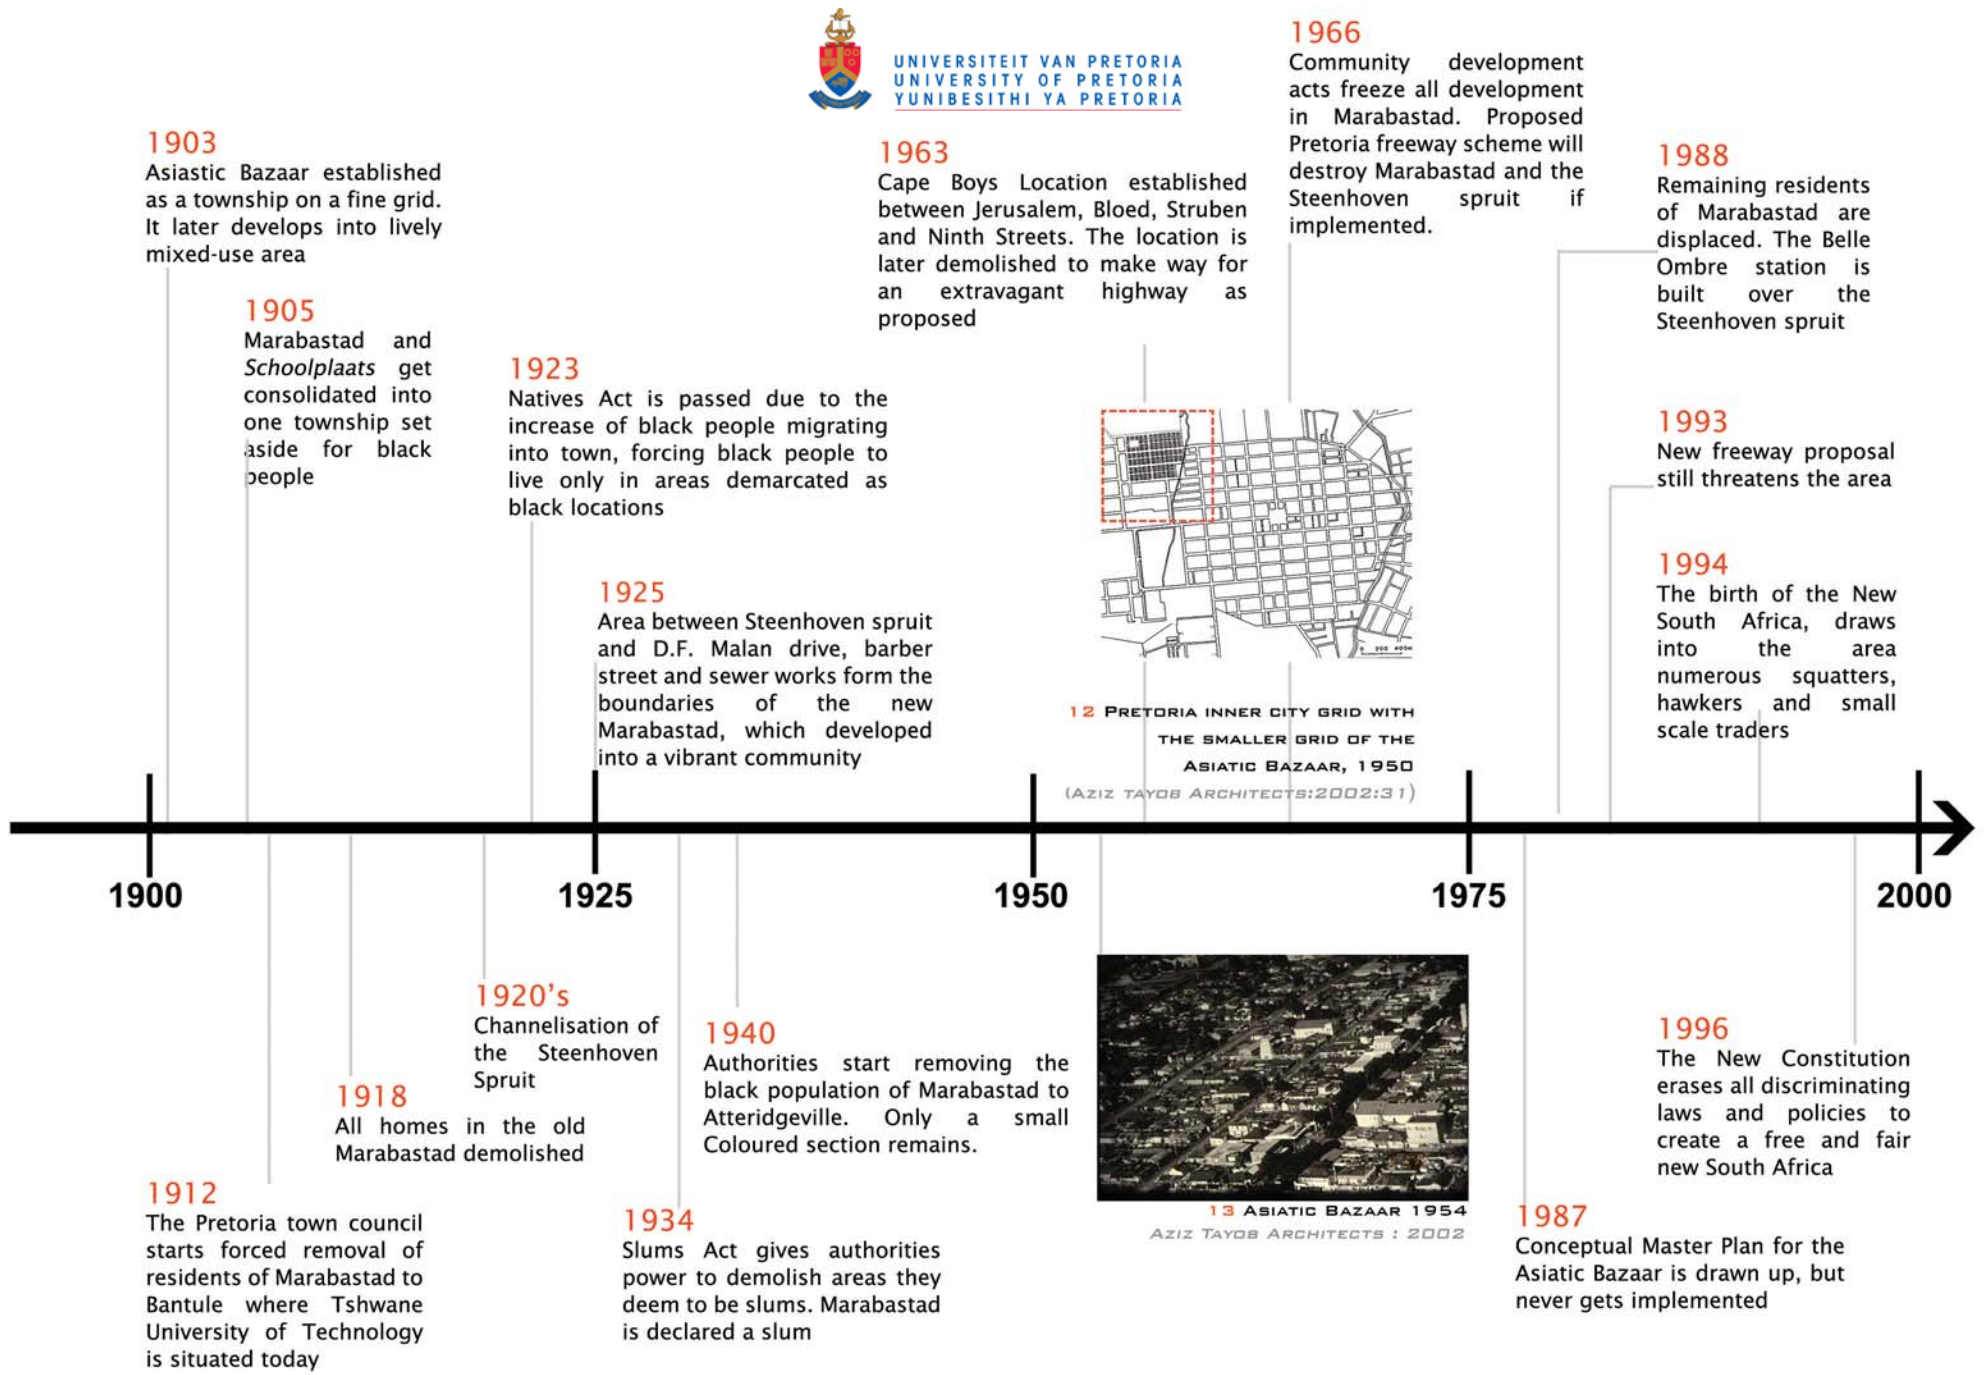 UNIVERSITEIT VAN PRETORIA
UNIVERSITY OF PRETORIA
YUNIBESITHI YA PRETORIA
1903
Asiastic Bazaar established
as a township on a fine grid.
It later develops into lively
mixed-use area
1905
Marabastad and
Schoolplaats get
consolidated into
one township set
aside for black
people
1923
Natives Act is passed due to the
increase of black people migrating
into town, forcing black people to
live only in areas demarcated as
black locations
1925
Area between Steenhoven spruit
and D.F. Malan drive, barber
street and sewer works form the
boundaries of the new
Marabastad, which developed
into a vibrant community
1963
Cape Boys Location established
between Jerusalem, Bloed, Struben
and Ninth Streets. The location is
later demolished to make way for
an extravagant highway as
proposed
1966
Community development
acts freeze all development
in Marabastad. Proposed
Pretoria freeway scheme will
destroy Marabastad and the
Steenhoven spruit if
implemented.
1988
Remaining residents
of Marabastad are
displaced. The Belle
Ombre station is
built over the
Steenhoven spruit
1993
New freeway proposal
still threatens the area
1994
The birth of the New
South Africa, draws
into the area
numerous squatters,
hawkers and small
scale traders
12 PRETORIA INNER CITY GRID WITH
THE SMALLER GRID OF THE
ASIATIC BAZAAR, 1950
(AZIZ TAYOB ARCHITECTS:2002:31)
1900
1925
1950
1975
2000
1912
The Pretoria town council
starts forced removal of
residents of Marabastad to
Bantule where Tshwane
University of Technology
is situated today
1918
All homes in the old
Marabastad demolished
1920's
Channelisation of
the Steenhoven
Spruit
1934
Slums Act gives authorities
power to demolish areas they
deem to be slums. Marabastad
is declared a slum
1940
Authorities start removing the
black population of Marabastad to
Atteridgeville. Only a small
Coloured section remains.
13 ASIATIC BAZAAR 1954
AZIZ TAYOB ARCHITECTS : 2002
1987
Conceptual Master Plan for the
Asiatic Bazaar is drawn up, but
never gets implemented
1996
The New Constitution
erases all discriminating
laws and policies to
create a free and fair
new South Africa